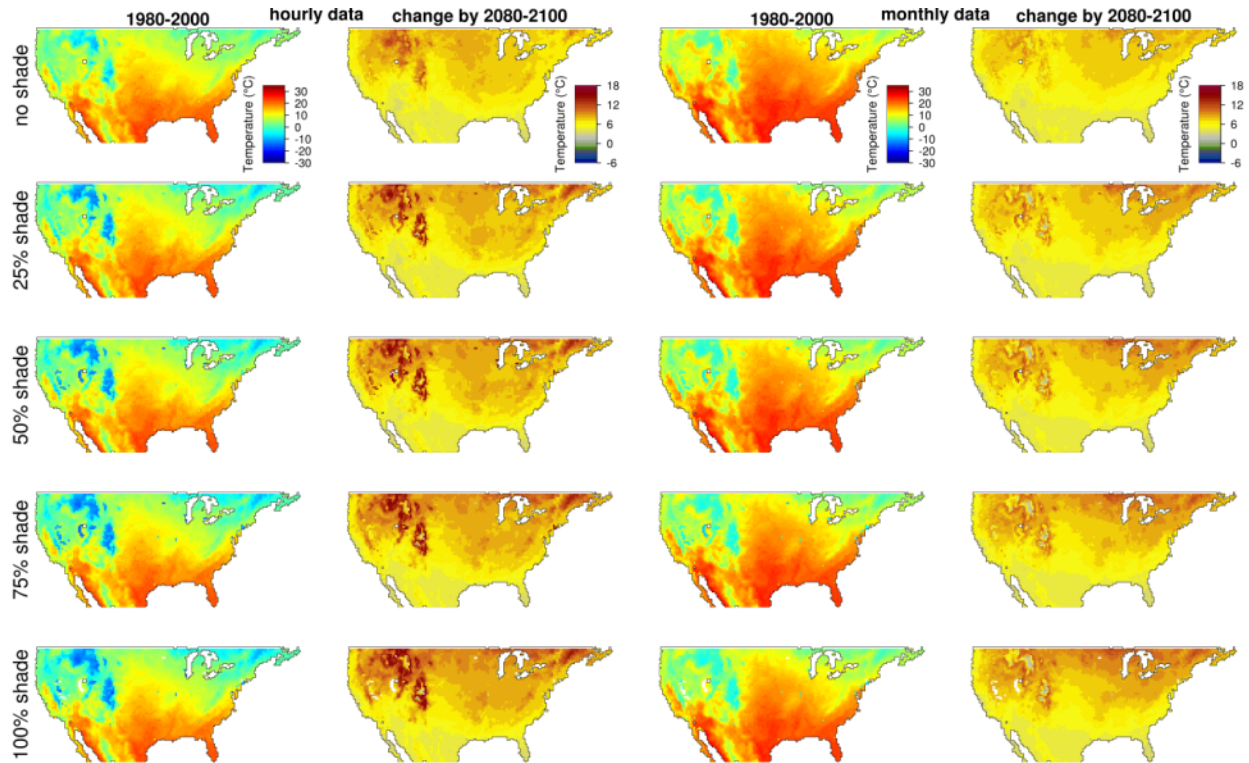 hourly data
monthly data
1980-2000
change by 2080-2100
1980-2000
change by 2080-2100
no shade
Temperature (°C)
30
20
10
0
-10
-20
-30
Temperature (°C)
18
12
6
0
-6
Temperature (°C)
30
20
10
0
-10
-20
-30
Temperature (°C)
18
12
6
0
-6
25% shade
50% shade
75% shade
100% shade